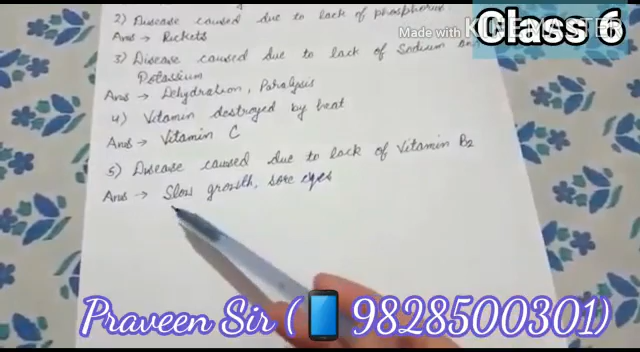 2) Disease caused due to lack of phosphorus
Ans → Rickets
Class 6
Made with KINEMASTER
3) Disease caused due to lack of Sodium and
Potassium
Ans → Dehydration, Paralysis
4) Vitamin destroyed by heat
Ans → Vitamin C
5) Disease caused due to lack of Vitamin B2
Ans → Slow growth, sore eyes
Praveen Sir (📱 9828500301)